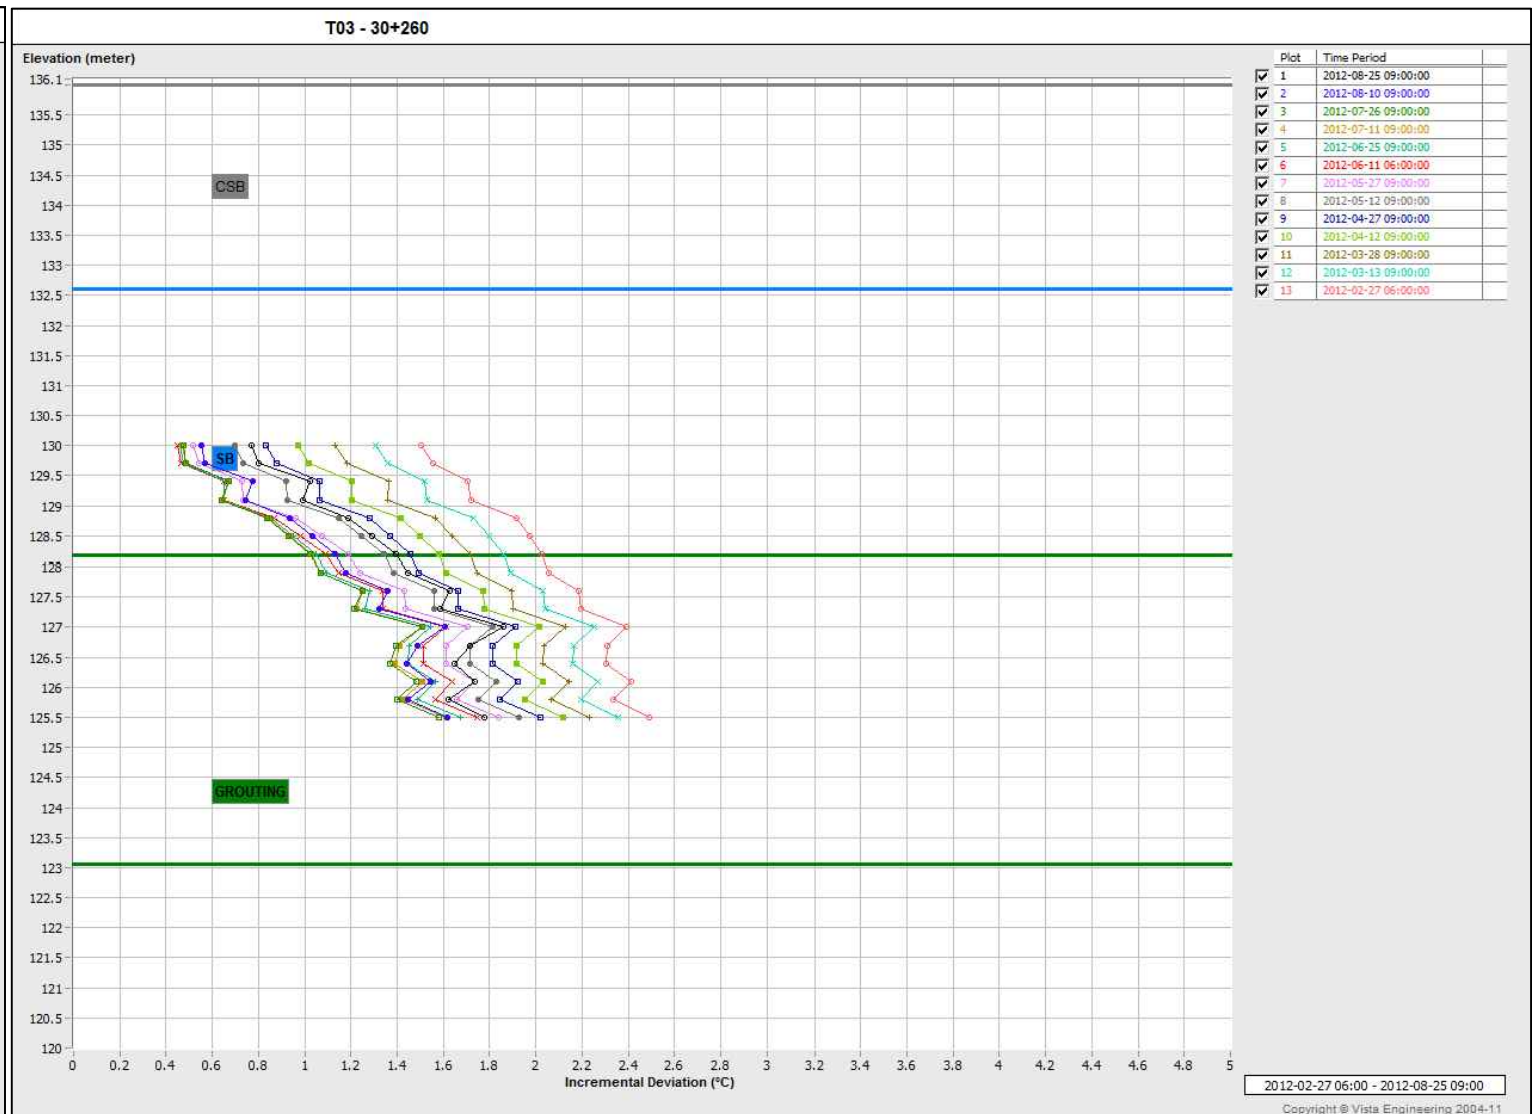 T03 - 30+260
Elevation (meter)
136.1
135.5
135
134.5
134
133.5
133
132.5
132
131.5
131
130.5
130
129.5
129
128.5
128
127.5
127
126.5
126
125.5
125
124.5
124
123.5
123
122.5
122
121.5
121
120.5
120
CSB
SB
GROUTING
0 0.2 0.4 0.6 0.8 1 1.2 1.4 1.6 1.8 2 2.2 2.4 2.6 2.8 3 3.2 3.4 3.6 3.8 4 4.2 4.4 4.6 4.8 5
Incremental Deviation (°C)
Plot Time Period
1 2012-08-25 09:00:00
2 2012-08-10 09:00:00
3 2012-07-26 09:00:00
4 2012-07-11 09:00:00
5 2012-06-25 09:00:00
6 2012-06-11 06:00:00
7 2012-05-27 09:00:00
8 2012-05-12 09:00:00
9 2012-04-27 09:00:00
10 2012-04-12 09:00:00
11 2012-03-28 09:00:00
12 2012-03-13 09:00:00
13 2012-02-27 06:00:00
2012-02-27 06:00 - 2012-08-25 09:00
Copyright © Vista Engineering 2004-11